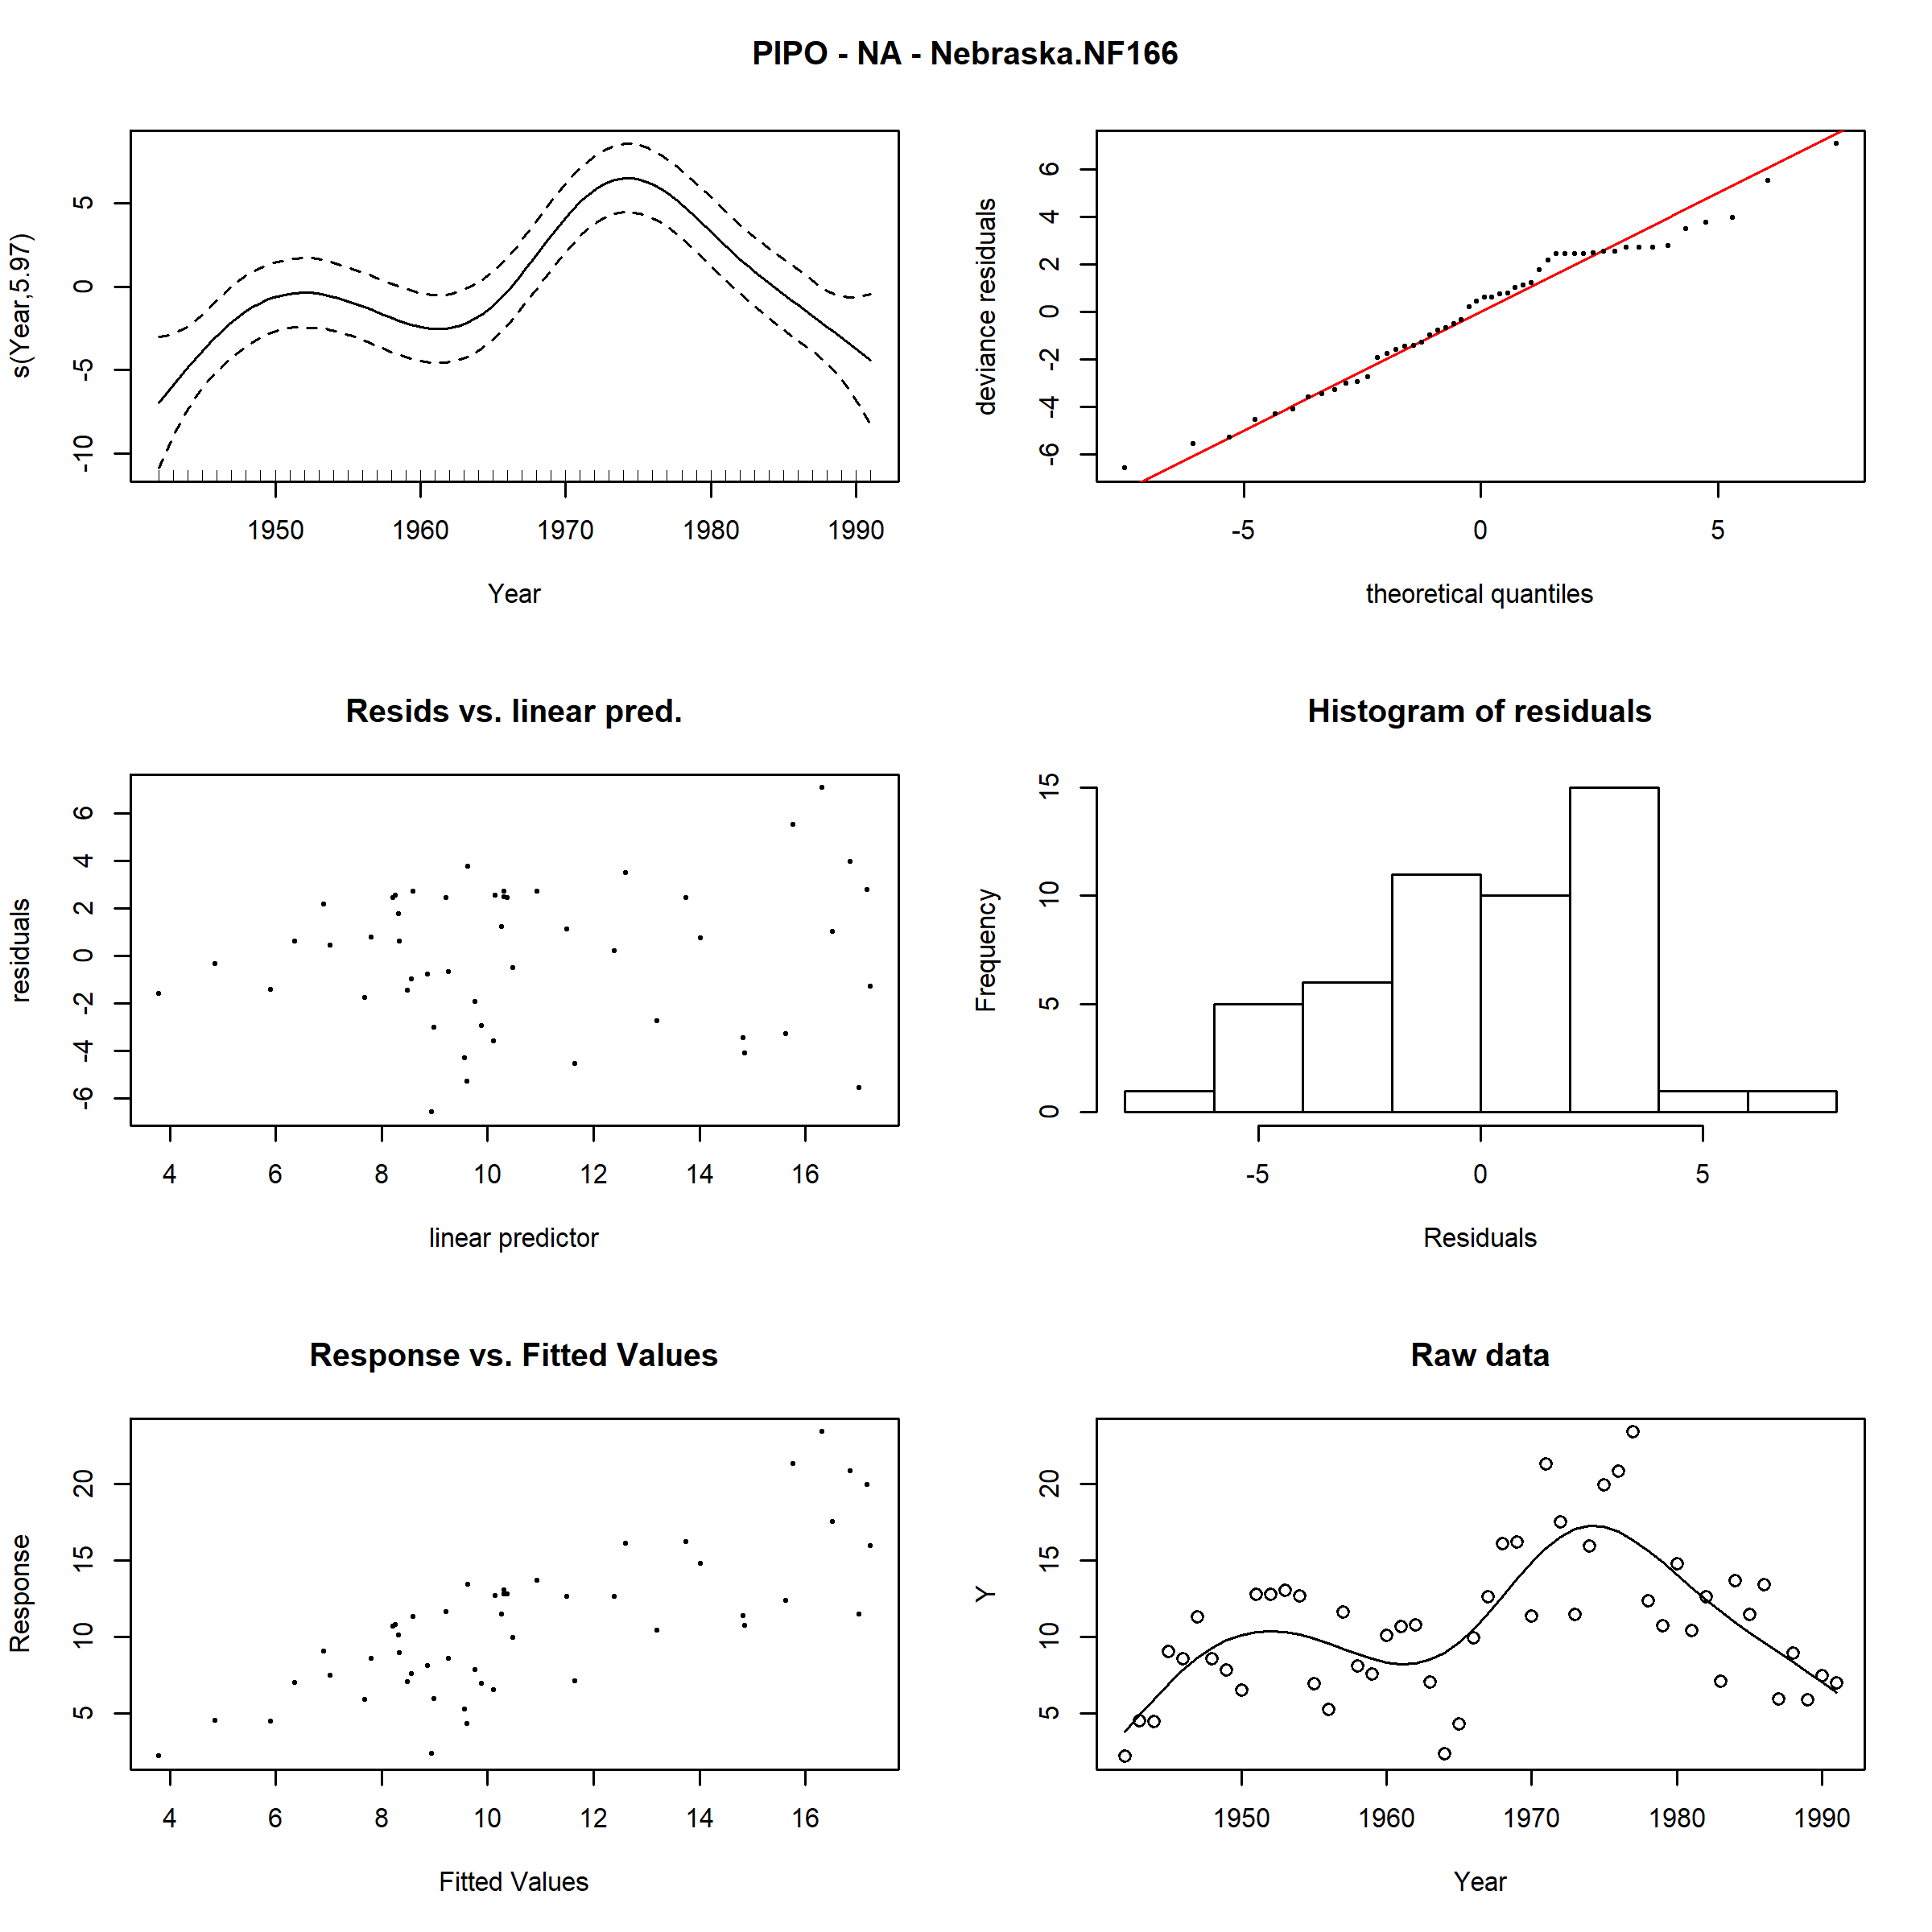 PIPO - NA - Nebraska.NF166
s(Year,5.97)
-10 -5 0 5
1950 1960 1970 1980 1990
Year
deviance residuals
-6 -4 -2 0 2 4 6
-5 0 5
theoretical quantiles
Resids vs. linear pred.
residuals
-6 -4 -2 0 2 4 6
4 6 8 10 12 14 16
linear predictor
Histogram of residuals
Frequency
0 5 10 15
-5 0 5
Residuals
Response vs. Fitted Values
Response
5 10 15 20
4 6 8 10 12 14 16
Fitted Values
Raw data
Y
5 10 15 20
1950 1960 1970 1980 1990
Year